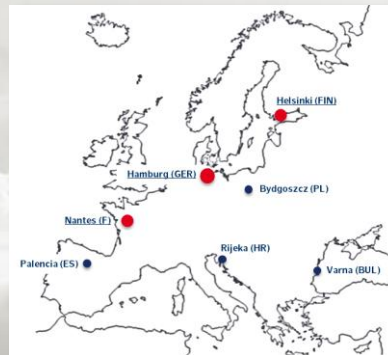 Helsinki (FIN)
Hamburg (GER)
Bydgoszcz (PL)
Nantes (F)
Rijeka (HR)
Palencia (ES)
Varna (BUL)